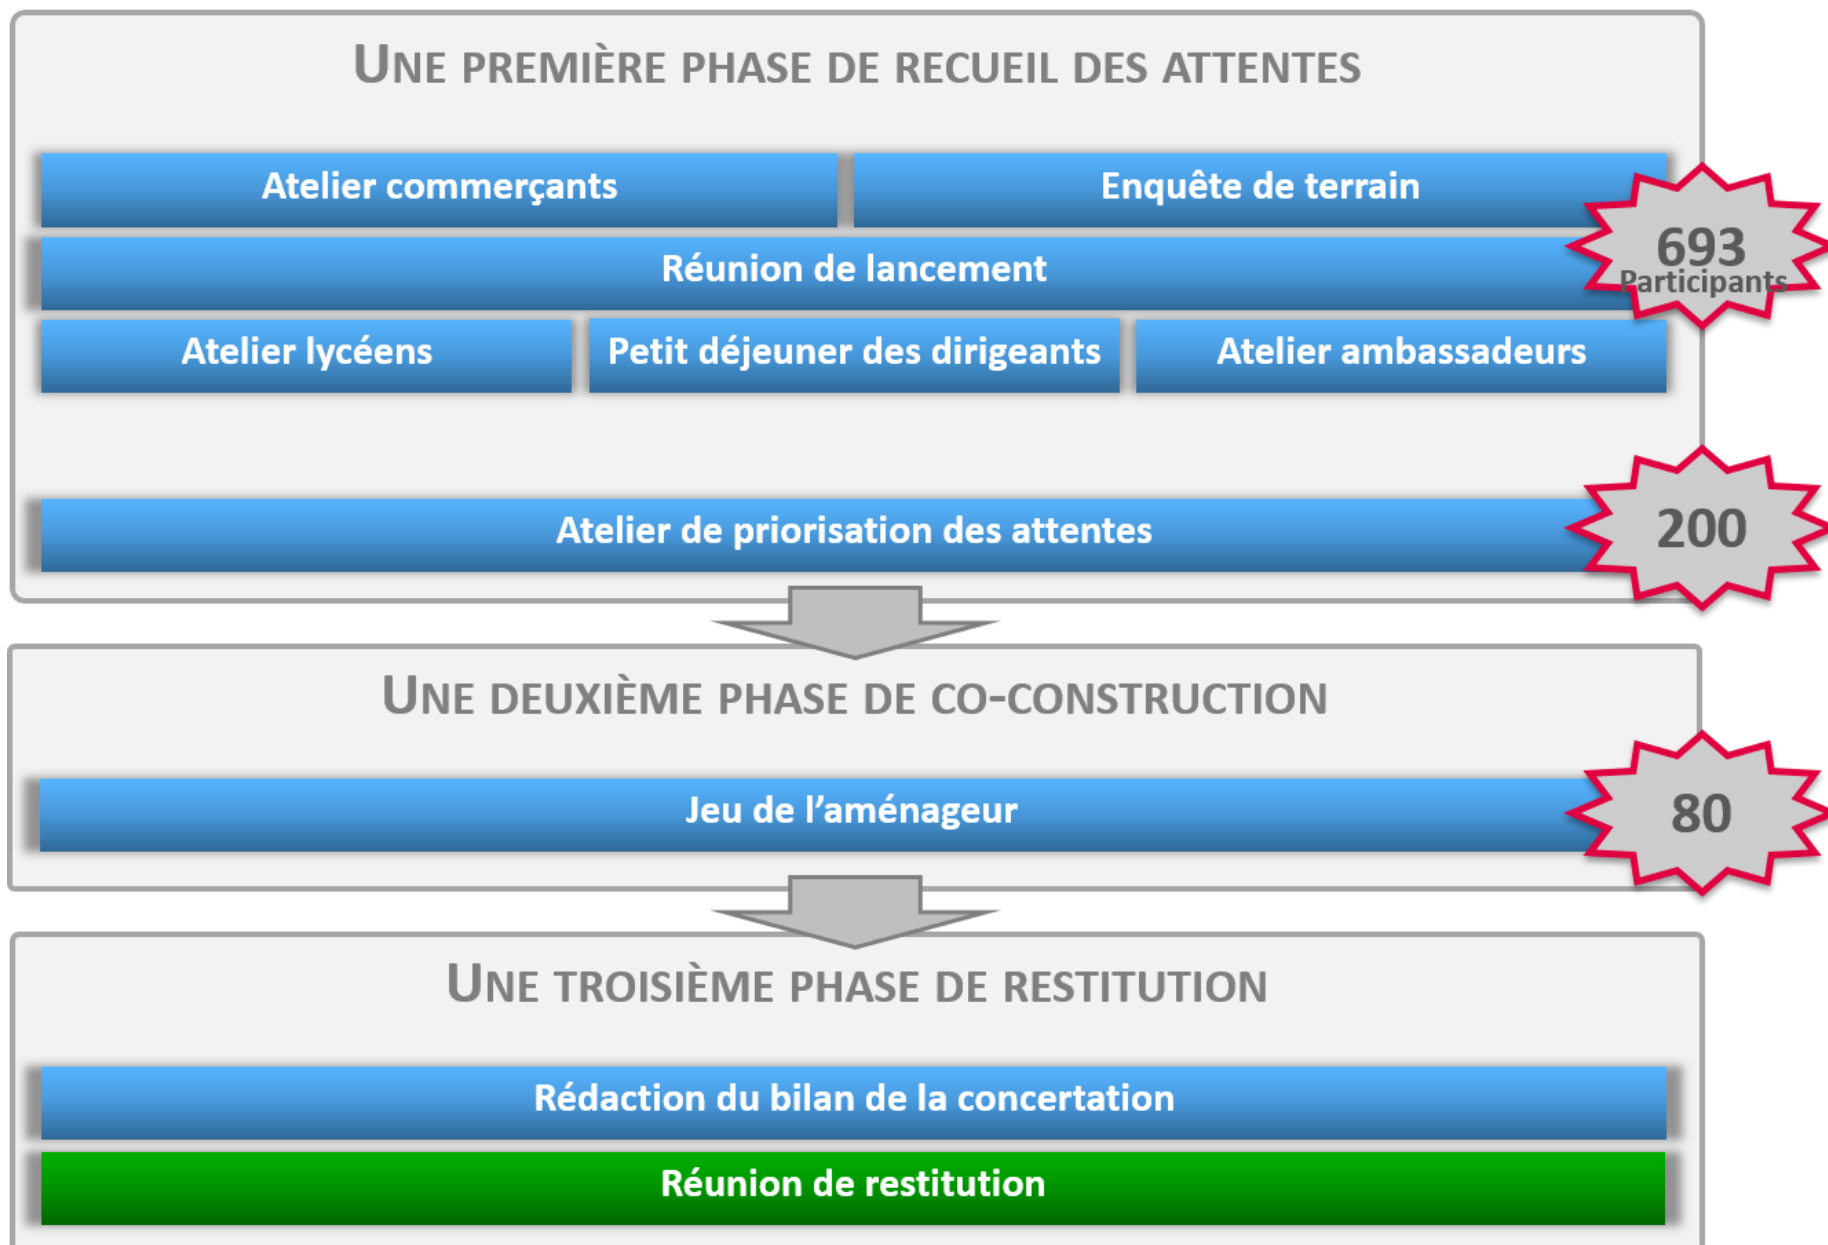 UNE PREMIÈRE PHASE DE RECUEIL DES ATTENTES
Atelier commerçants
Enquête de terrain
693
Participants
Réunion de lancement
Atelier lycéens
Petit déjeuner des dirigeants
Atelier ambassadeurs
Atelier de priorisation des attentes
200
UNE DEUXIÈME PHASE DE CO-CONSTRUCTION
Jeu de l’aménageur
80
UNE TROISIÈME PHASE DE RESTITUTION
Rédaction du bilan de la concertation
Réunion de restitution